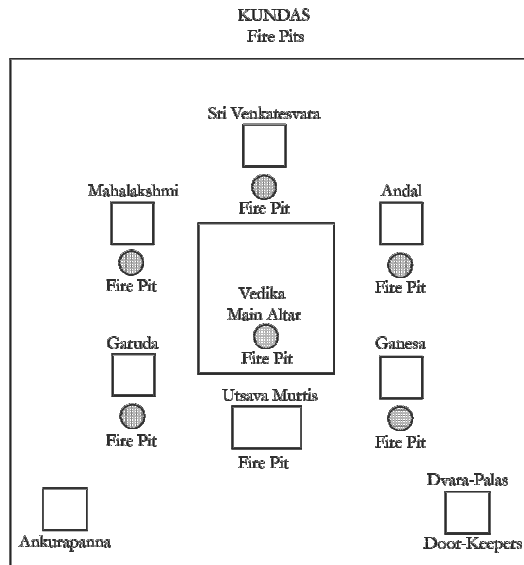 KUNDAS
Fire Pits
Sri Venkatesvara
Fire Pit
Mahalakshmi
Fire Pit
Andal
Fire Pit
Vedika
Main Altar
Fire Pit
Garuda
Fire Pit
Ganesa
Fire Pit
Utsava Murtis
Fire Pit
Ankurapanna
Dvara-Palas
Door-Keepers